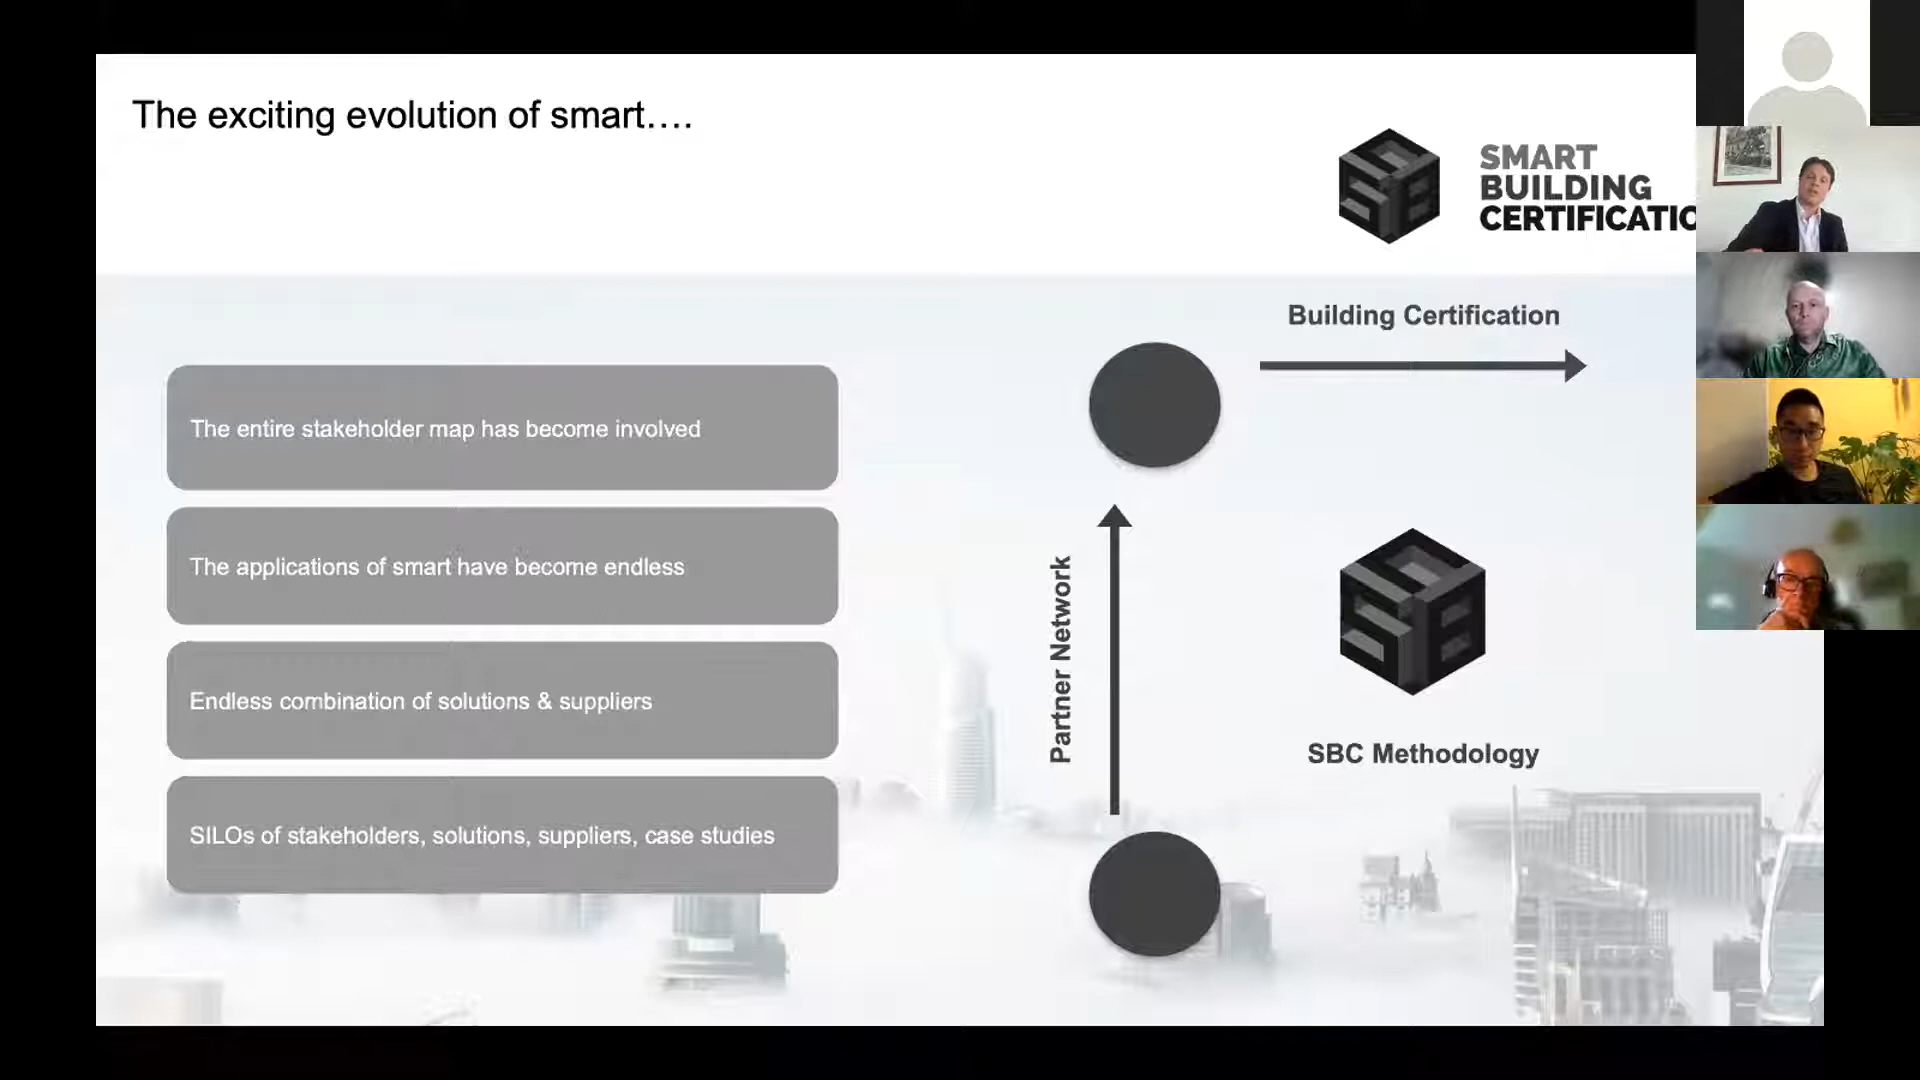 The exciting evolution of smart….
SMART
BUILDING
CERTIFICATIO
Building Certification
The entire stakeholder map has become involved
The applications of smart have become endless
Endless combination of solutions & suppliers
SILOs of stakeholders, solutions, suppliers, case studies
Partner Network
SBC Methodology